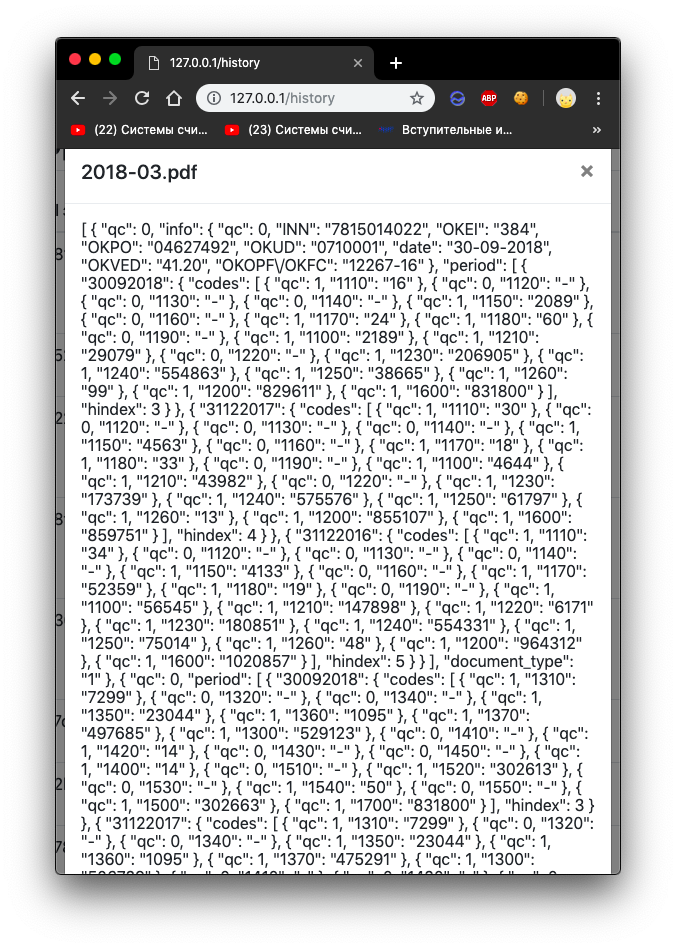 127.0.0.1/history
127.0.0.1/history
ABP
(22) Системы счи...
(23) Системы счи...
Вступительные и...
»
2018-03.pdf
×
[ { "qc": 0, "info": { "qc": 0, "INN": "7815014022", "OKEI": "384",
"OKPO": "04627492", "OKUD": "0710001", "date": "30-09-2018",
"OKVED": "41.20", "OKOPF\/OKFC": "12267-16" }, "period": [ {
"30092018": { "codes": [ { "qc": 1, "1110": "16" }, { "qc": 0, "1120": "-" },
{ "qc": 0, "1130": "-" }, { "qc": 0, "1140": "-" }, { "qc": 1, "1150": "2089" },
{ "qc": 0, "1160": "-" }, { "qc": 1, "1170": "24" }, { "qc": 1, "1180": "60" }, {
"qc": 0, "1190": "-" }, { "qc": 1, "1100": "2189" }, { "qc": 1, "1210":
"29079" }, { "qc": 0, "1220": "-" }, { "qc": 1, "1230": "206905" }, { "qc":
1, "1240": "554863" }, { "qc": 1, "1250": "38665" }, { "qc": 1, "1260":
"99" }, { "qc": 1, "1200": "829611" }, { "qc": 1, "1600": "831800" } ],
"hindex": 3 } }, { "31122017": { "codes": [ { "qc": 1, "1110": "30" }, { "qc":
0, "1120": "-" }, { "qc": 0, "1130": "-" }, { "qc": 0, "1140": "-" }, { "qc": 1,
"1150": "4563" }, { "qc": 0, "1160": "-" }, { "qc": 1, "1170": "18" }, { "qc":
1, "1180": "33" }, { "qc": 0, "1190": "-" }, { "qc": 1, "1100": "4644" }, {
"qc": 1, "1210": "43982" }, { "qc": 0, "1220": "-" }, { "qc": 1, "1230":
"173739" }, { "qc": 1, "1240": "575576" }, { "qc": 1, "1250": "61797" }, {
"qc": 1, "1260": "13" }, { "qc": 1, "1200": "855107" }, { "qc": 1, "1600":
"859751" } ], "hindex": 4 } }, { "31122016": { "codes": [ { "qc": 1, "1110":
"34" }, { "qc": 0, "1120": "-" }, { "qc": 0, "1130": "-" }, { "qc": 0, "1140":
"-" }, { "qc": 1, "1150": "4133" }, { "qc": 0, "1160": "-" }, { "qc": 1, "1170":
"52359" }, { "qc": 1, "1180": "19" }, { "qc": 0, "1190": "-" }, { "qc": 1,
"1100": "56545" }, { "qc": 1, "1210": "147898" }, { "qc": 1, "1220": "6171"
}, { "qc": 1, "1230": "180851" }, { "qc": 1, "1240": "554331" }, { "qc": 1,
"1250": "75014" }, { "qc": 1, "1260": "48" }, { "qc": 1, "1200": "964312"
}, { "qc": 1, "1600": "1020857" } ], "hindex": 5 } } ], "document_type":
"1" }, { "qc": 0, "period": [ { "30092018": { "codes": [ { "qc": 1, "1310":
"7299" }, { "qc": 0, "1320": "-" }, { "qc": 0, "1340": "-" }, { "qc": 1,
"1350": "23044" }, { "qc": 1, "1360": "1095" }, { "qc": 1, "1370":
"497685" }, { "qc": 1, "1300": "529123" }, { "qc": 0, "1410": "-" }, { "qc":
1, "1420": "14" }, { "qc": 0, "1430": "-" }, { "qc": 0, "1450": "-" }, { "qc":
1, "1400": "14" }, { "qc": 0, "1510": "-" }, { "qc": 1, "1520": "302613" }, {
"qc": 0, "1530": "-" }, { "qc": 1, "1540": "50" }, { "qc": 0, "1550": "-" }, {
"qc": 1, "1500": "302663" }, { "qc": 1, "1700": "831800" } ], "hindex": 3 }
}, { "31122017": { "codes": [ { "qc": 1, "1310": "7299" }, { "qc": 0, "1320":
"-" }, { "qc": 0, "1340": "-" }, { "qc": 1, "1350": "23044" }, { "qc": 1,
"1360": "1095" }, { "qc": 1, "1370": "475291" }, { "qc": 1, "1300":